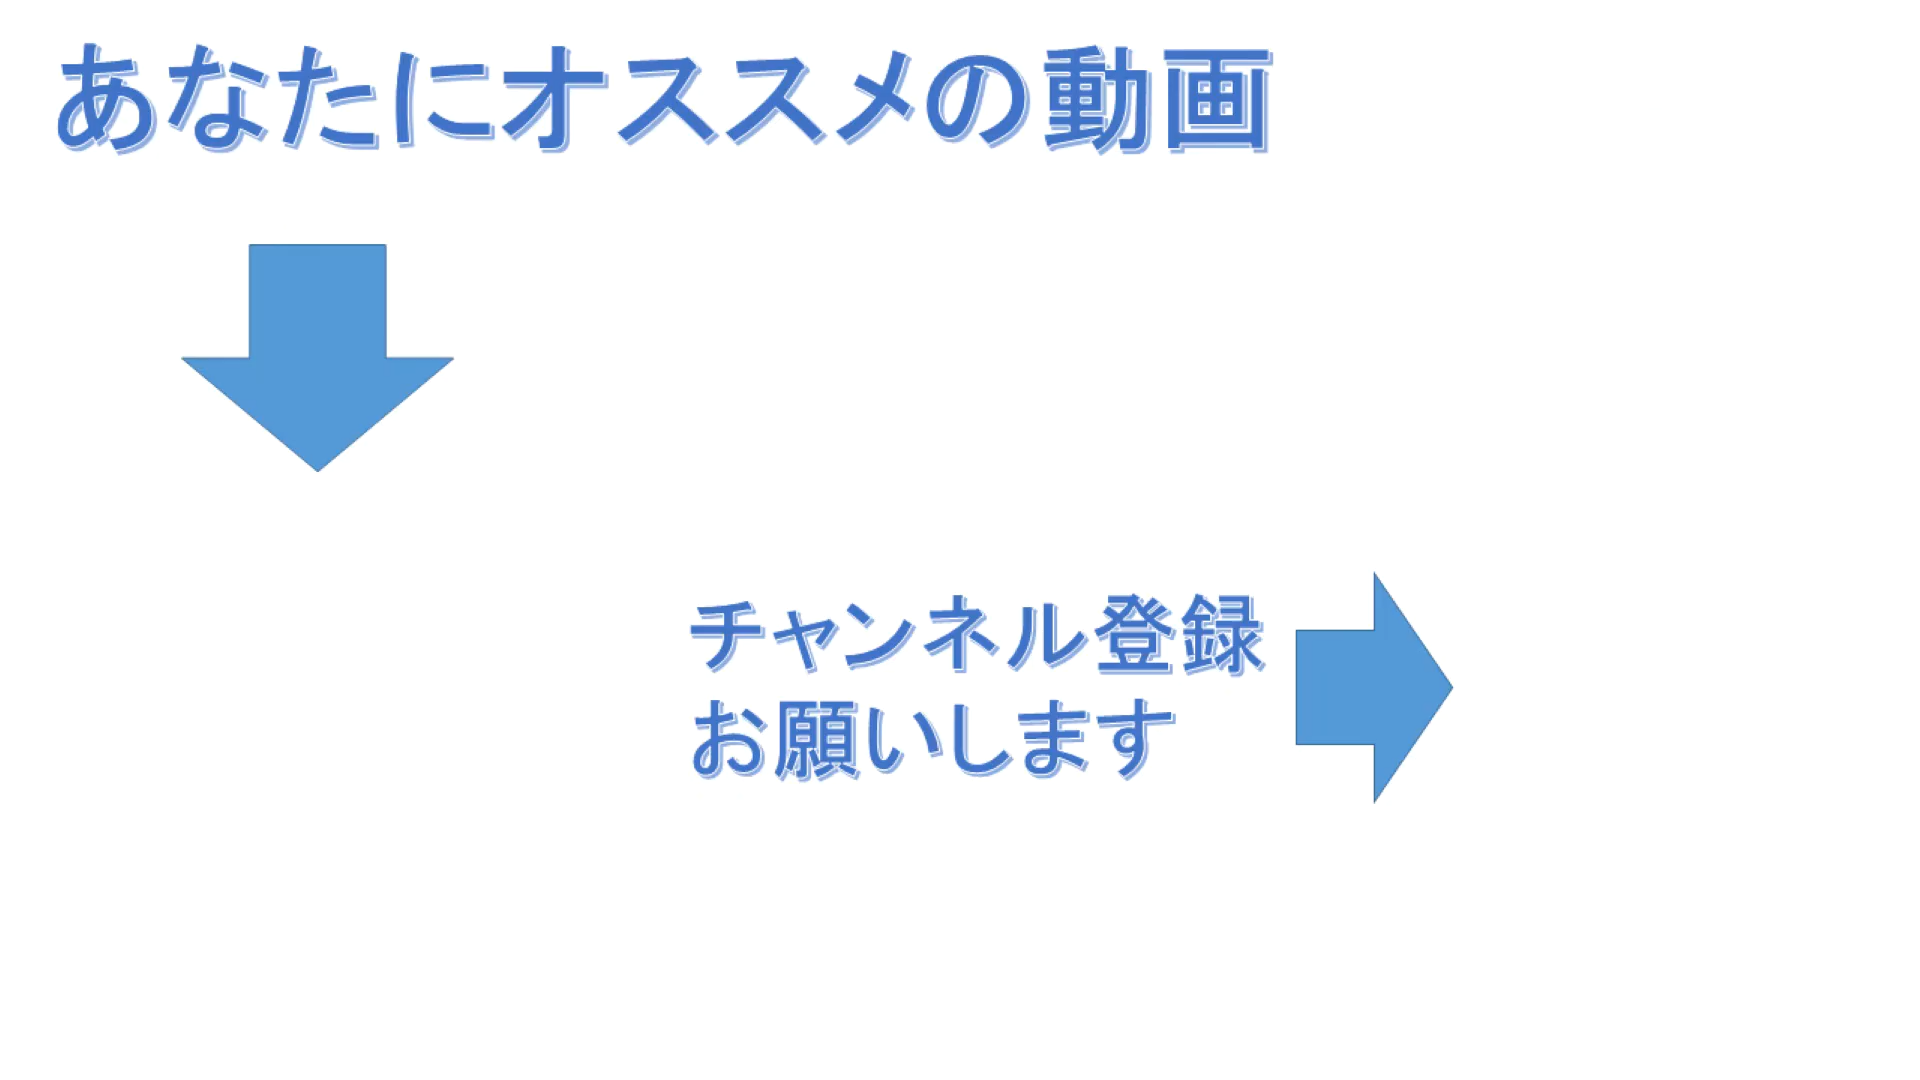 あなたにオススメの動画
チャンネル登録
お願いします